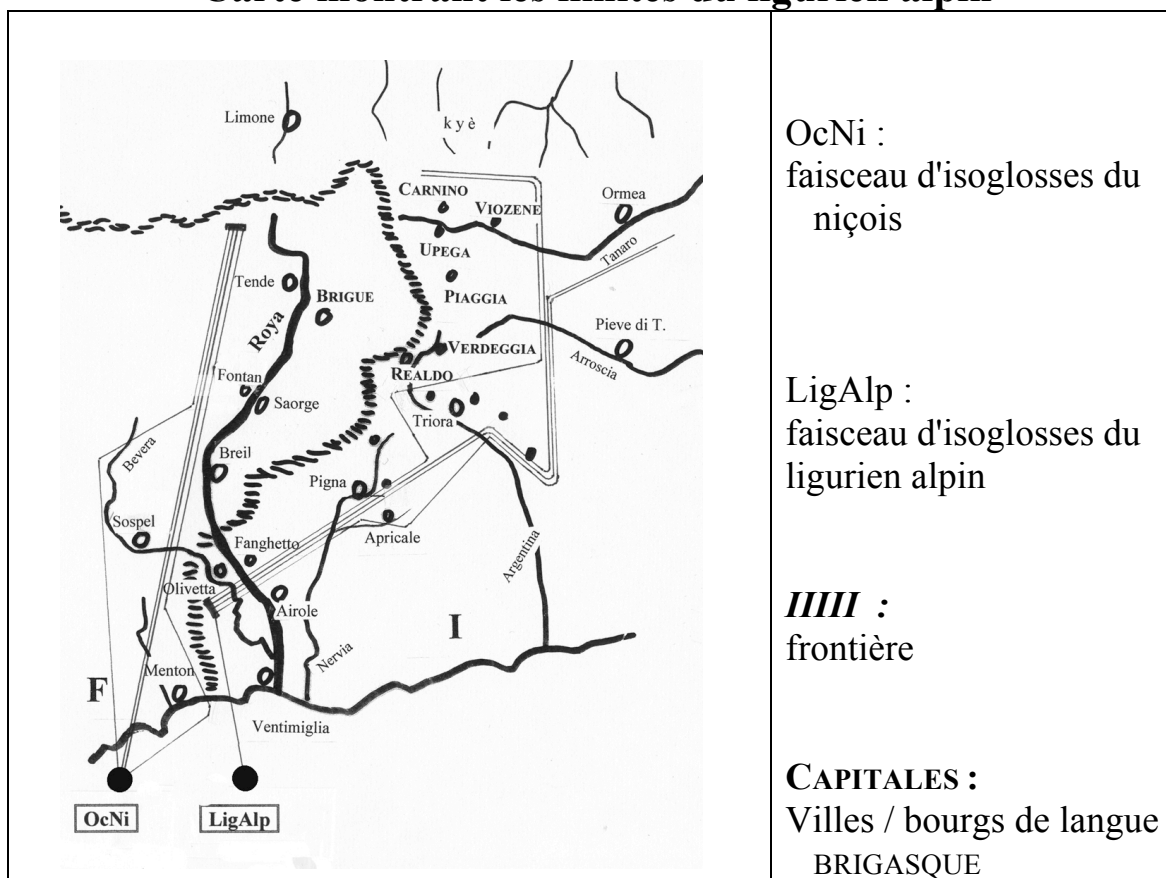 Carte montrant les limites du ligurien alpin
Limone
k y è
CARNINO
VIOZENE
Ormea
UPEGA
Tanaro
Tende
BRIGUE
PIAGGIA
Roya
Pieve di T.
VERDEGGIA
Arroscia
REALDO
Fontan
Saorge
Triora
Bevera
Breil
Pigna
Sospel
Apricale
Fanghetto
Argentina
Olivetta
Airole
I
Nervia
Menton
F
Ventimiglia
OcNi
LigAlp
OcNi :
faisceau d'isoglosses du
niçois
LigAlp :
faisceau d'isoglosses du
ligurien alpin
IIIII :
frontière
CAPITALES :
Villes / bourgs de langue
BRIGASQUE